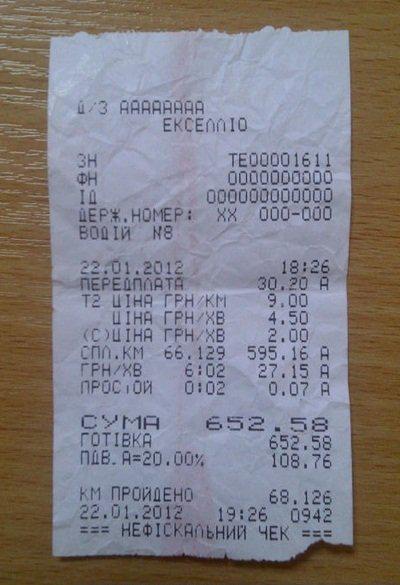 Д/З АААААААА
ЕКСЕЛЛІО
ЗН ТЕ00001611
ФН 0000000000
ІД 000000000000
ДЕРЖ.НОМЕР: XX 000-000
ВОДІЙ №8
22.01.2012 18:26
ПЕРЕДПЛАТА 30.20 А
Т2 ЦІНА ГРН/КМ 9.00
ЦІНА ГРН/ХВ 4.50
(С)ЦІНА ГРН/ХВ 2.00
СПЛ.КМ 66.129 595.16 А
ГРН/ХВ 6:02 27.15 А
ПРОСТОЙ 0:02 0.07 А
СУМА 652.58
ГОТІВКА 652.58
ПДВ.А=20.00% 108.76
КМ ПРОЙДЕНО 68.126
22.01.2012 19:26 0942
=== НЕФІСКАЛЬНИЙ ЧЕК ===